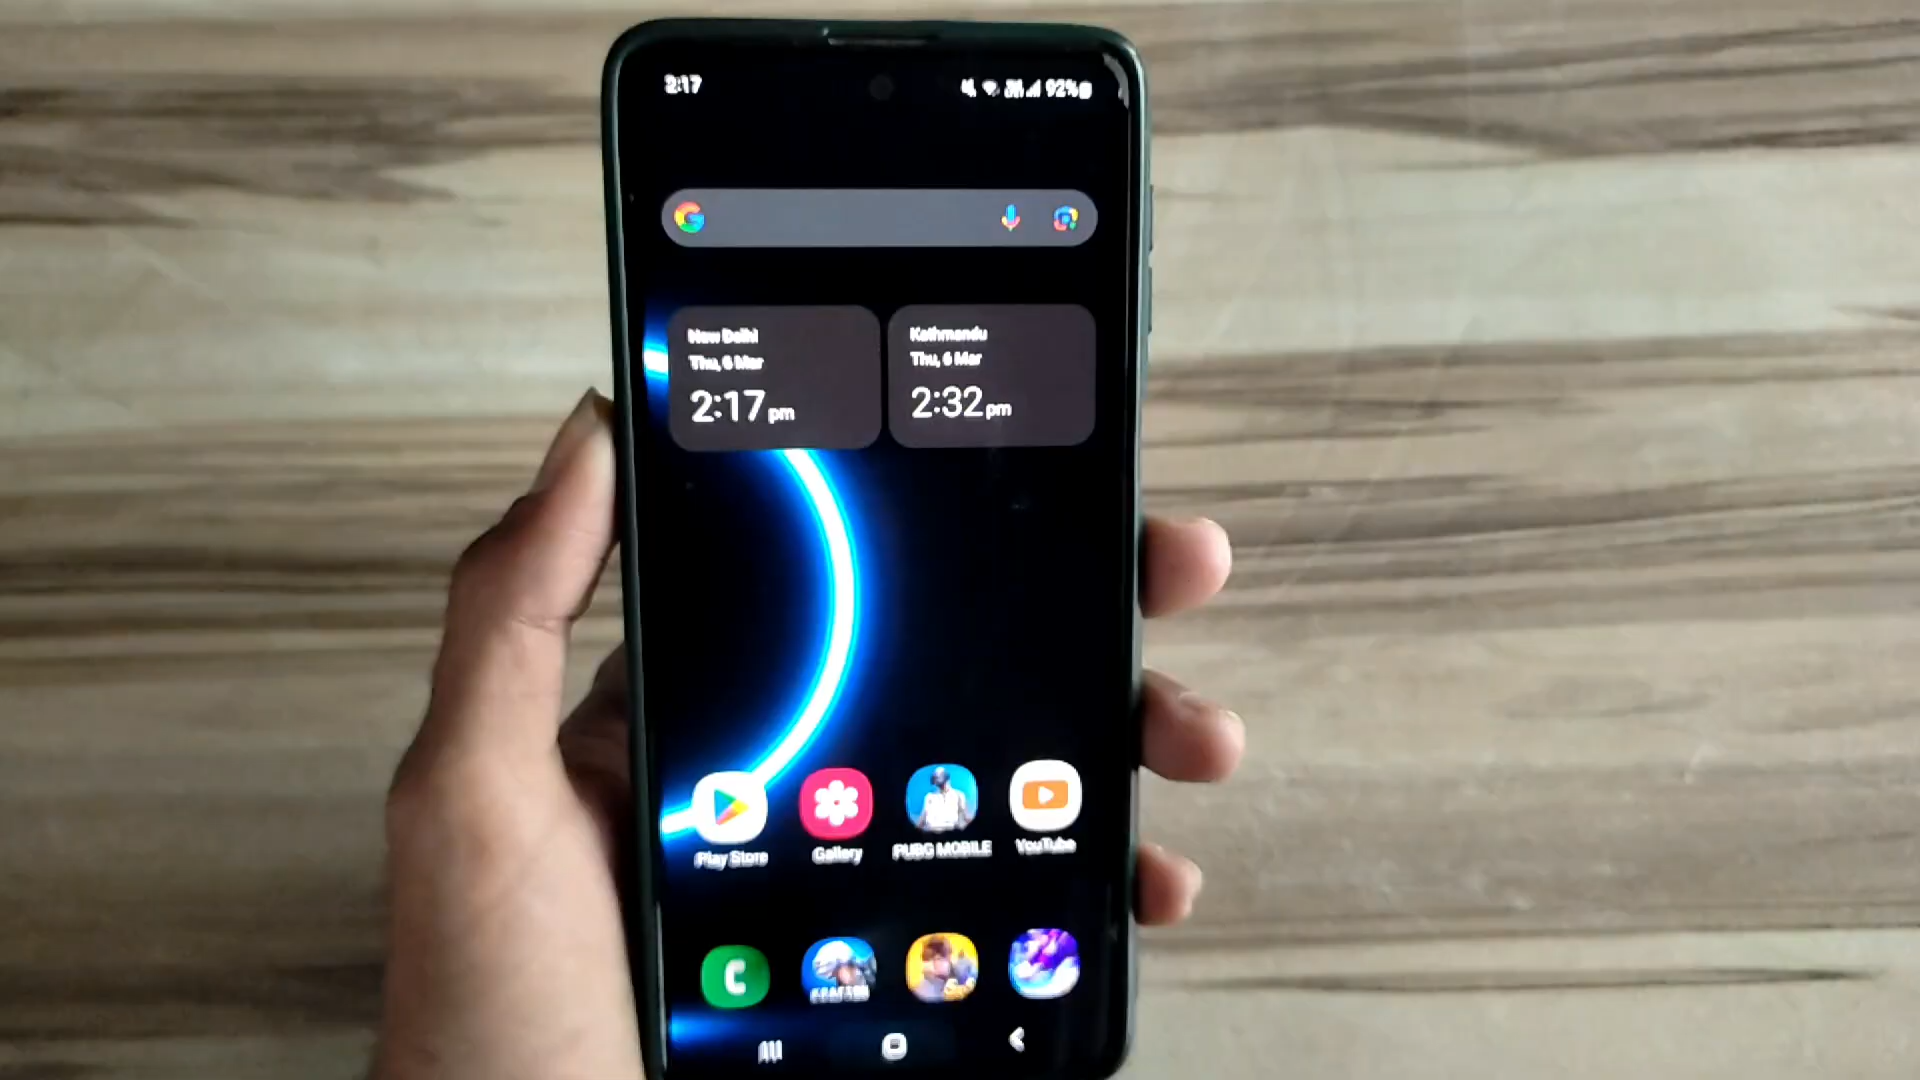 2:17
92%
New Delhi
Thu, 6 Mar
2:17 pm
Kathmandu
Thu, 6 Mar
2:32 pm
Play Store
Gallery
PUBG MOBILE
YouTube
KRAFTON